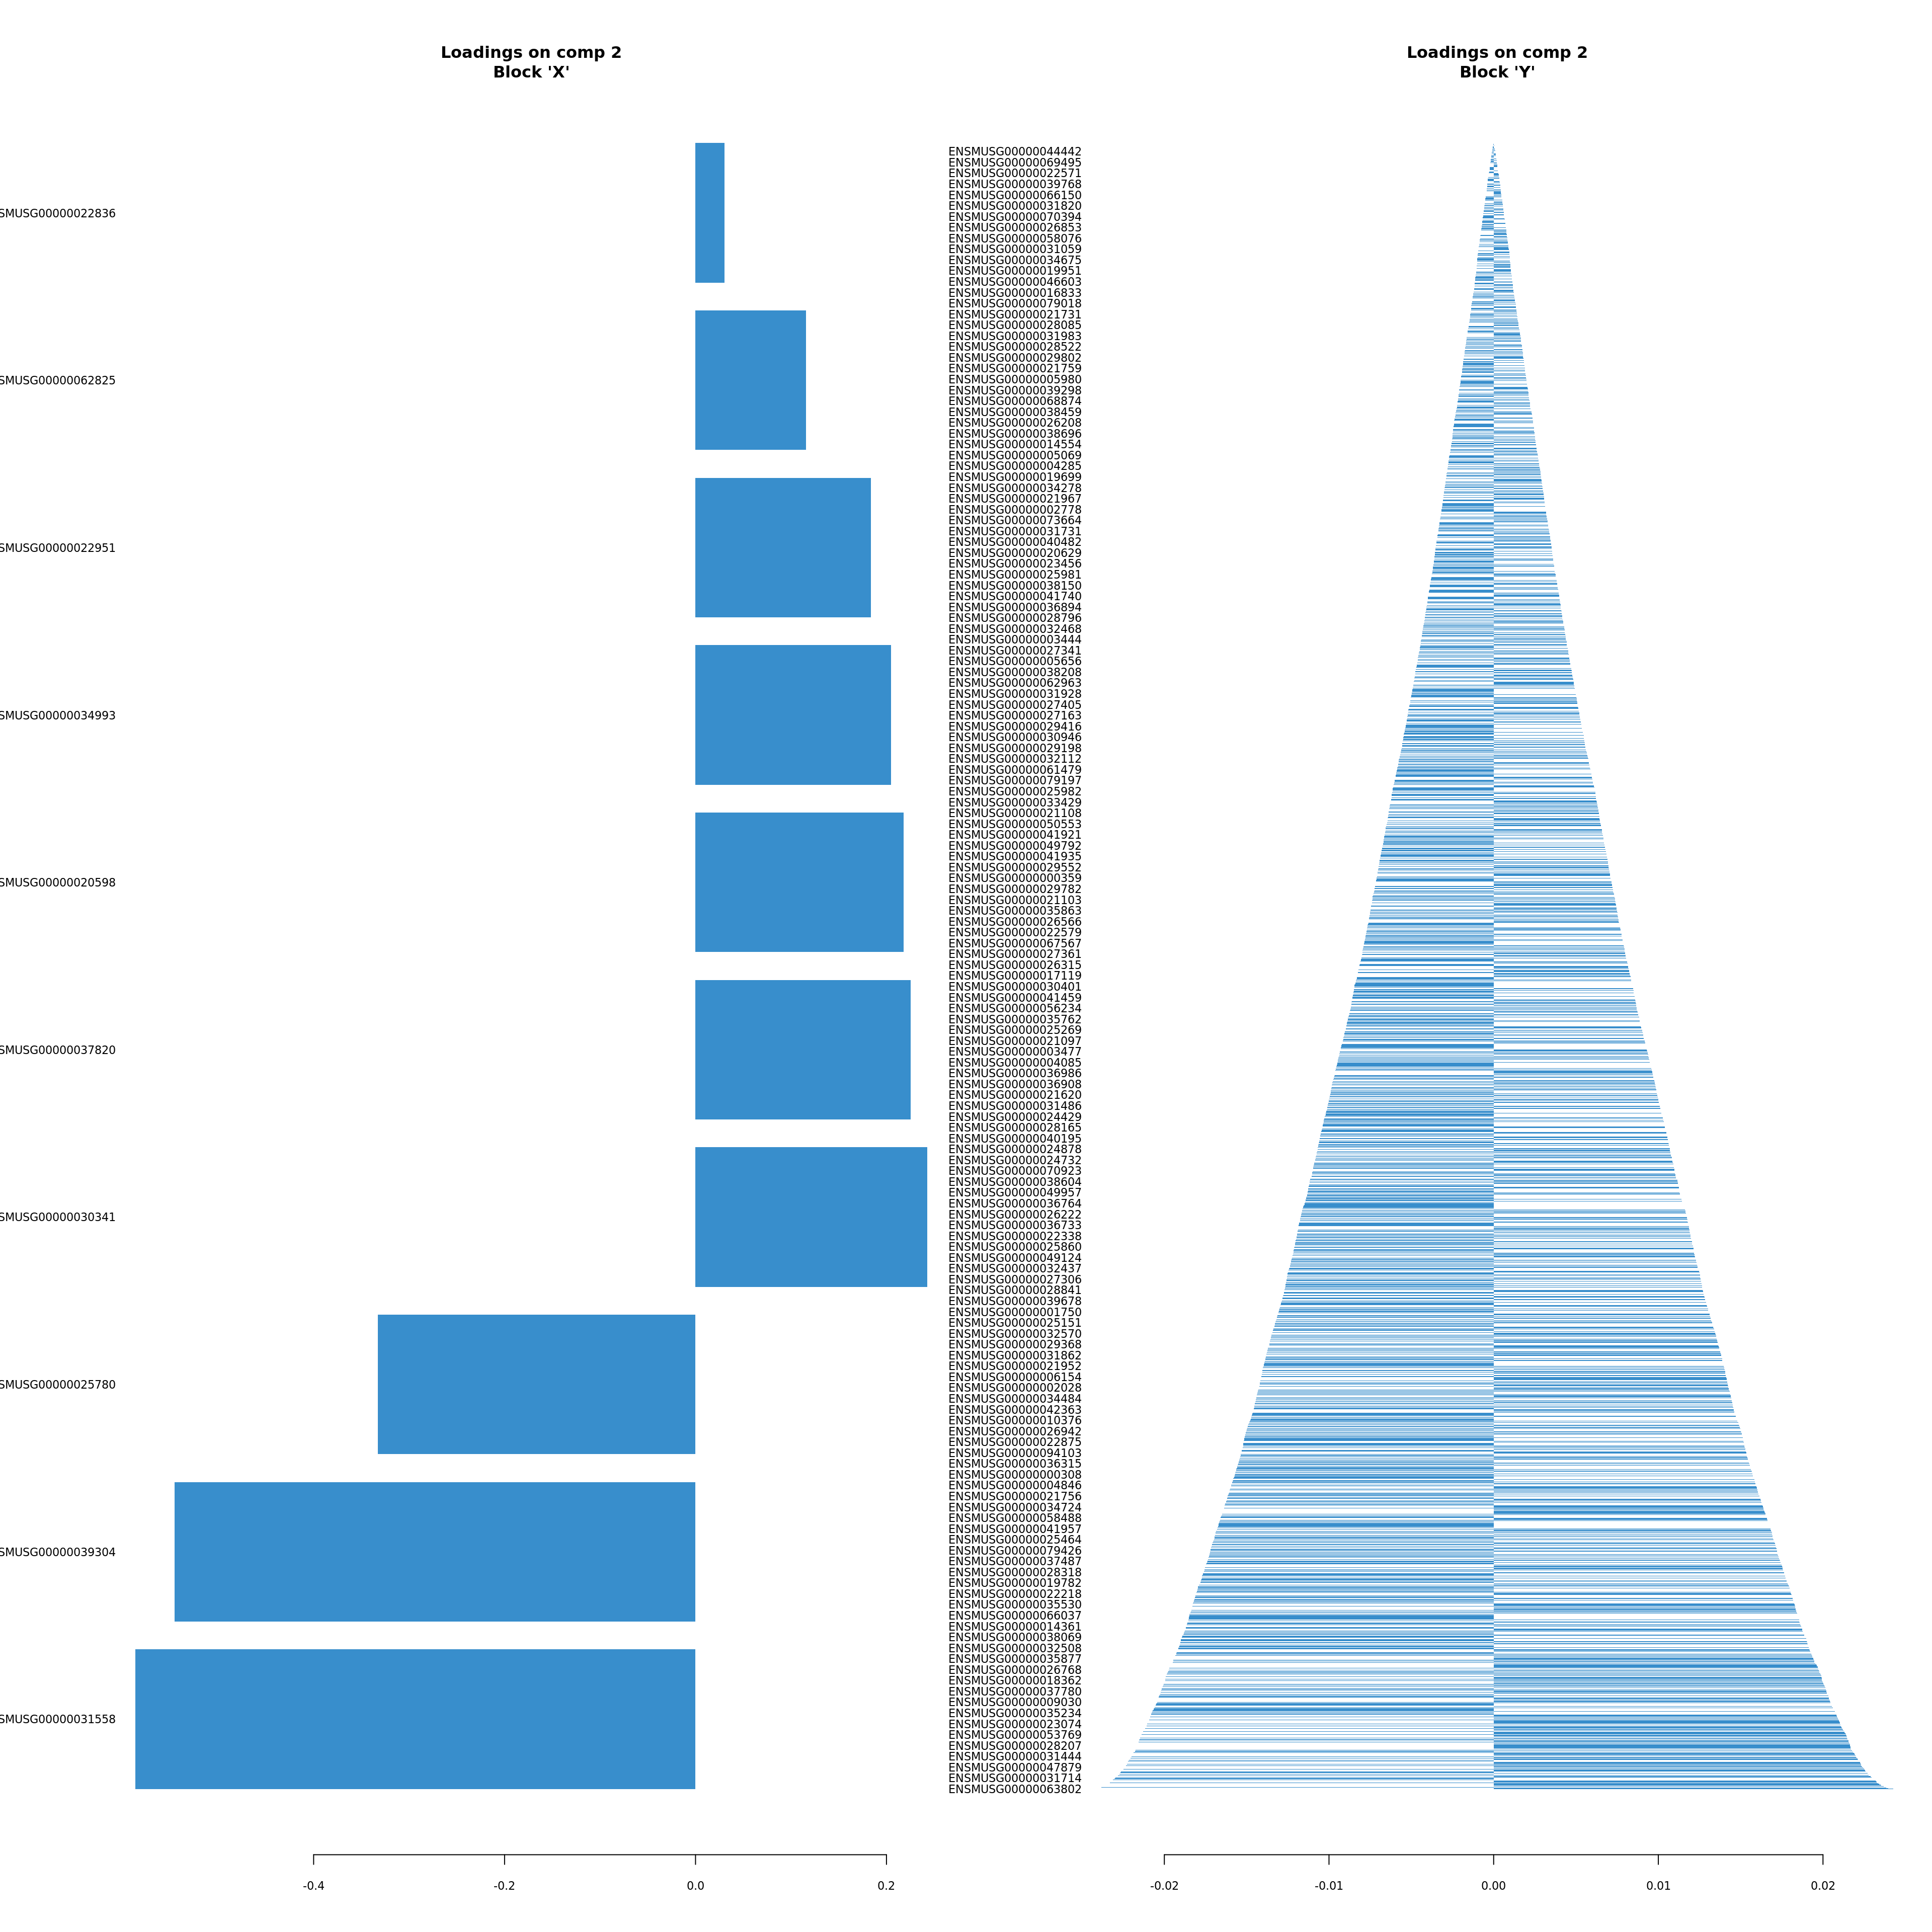 Loadings on comp 2
Block 'X'
SMUSG00000022836
SMUSG00000062825
SMUSG00000022951
SMUSG00000034993
SMUSG00000020598
SMUSG00000037820
SMUSG00000030341
SMUSG00000025780
SMUSG00000039304
SMUSG00000031558
-0.4
-0.2
0.0
0.2
Loadings on comp 2
Block 'Y'
ENSMUSG00000044442
ENSMUSG00000069495
ENSMUSG00000022571
ENSMUSG00000039768
ENSMUSG00000066150
ENSMUSG00000031820
ENSMUSG00000070394
ENSMUSG00000026853
ENSMUSG00000058076
ENSMUSG00000031059
ENSMUSG00000034675
ENSMUSG00000019951
ENSMUSG00000046603
ENSMUSG00000016833
ENSMUSG00000079018
ENSMUSG00000021731
ENSMUSG00000028085
ENSMUSG00000031983
ENSMUSG00000028522
ENSMUSG00000029802
ENSMUSG00000021759
ENSMUSG00000005980
ENSMUSG00000039298
ENSMUSG00000068874
ENSMUSG00000038459
ENSMUSG00000026208
ENSMUSG00000038696
ENSMUSG00000014554
ENSMUSG00000005069
ENSMUSG00000004285
ENSMUSG00000019699
ENSMUSG00000034278
ENSMUSG00000021967
ENSMUSG00000002778
ENSMUSG00000073664
ENSMUSG00000031731
ENSMUSG00000040482
ENSMUSG00000020629
ENSMUSG00000023456
ENSMUSG00000025981
ENSMUSG00000038150
ENSMUSG00000041740
ENSMUSG00000036894
ENSMUSG00000028796
ENSMUSG00000032468
ENSMUSG00000003444
ENSMUSG00000027341
ENSMUSG00000005656
ENSMUSG00000038208
ENSMUSG00000062963
ENSMUSG00000031928
ENSMUSG00000027405
ENSMUSG00000027163
ENSMUSG00000029416
ENSMUSG00000030946
ENSMUSG00000029198
ENSMUSG00000032112
ENSMUSG00000061479
ENSMUSG00000079197
ENSMUSG00000025982
ENSMUSG00000033429
ENSMUSG00000021108
ENSMUSG00000050553
ENSMUSG00000041921
ENSMUSG00000049792
ENSMUSG00000041935
ENSMUSG00000029552
ENSMUSG00000000359
ENSMUSG00000029782
ENSMUSG00000021103
ENSMUSG00000035863
ENSMUSG00000026566
ENSMUSG00000022579
ENSMUSG00000067567
ENSMUSG00000027361
ENSMUSG00000026315
ENSMUSG00000017119
ENSMUSG00000030401
ENSMUSG00000041459
ENSMUSG00000056234
ENSMUSG00000035762
ENSMUSG00000025269
ENSMUSG00000021097
ENSMUSG00000003477
ENSMUSG00000004085
ENSMUSG00000036986
ENSMUSG00000036908
ENSMUSG00000021620
ENSMUSG00000031486
ENSMUSG00000024429
ENSMUSG00000028165
ENSMUSG00000040195
ENSMUSG00000024878
ENSMUSG00000024732
ENSMUSG00000070923
ENSMUSG00000038604
ENSMUSG00000049957
ENSMUSG00000036764
ENSMUSG00000026222
ENSMUSG00000036733
ENSMUSG00000022338
ENSMUSG00000025860
ENSMUSG00000049124
ENSMUSG00000032437
ENSMUSG00000027306
ENSMUSG00000028841
ENSMUSG00000039678
ENSMUSG00000001750
ENSMUSG00000025151
ENSMUSG00000032570
ENSMUSG00000029368
ENSMUSG00000031862
ENSMUSG00000021952
ENSMUSG00000006154
ENSMUSG00000002028
ENSMUSG00000034484
ENSMUSG00000042363
ENSMUSG00000010376
ENSMUSG00000026942
ENSMUSG00000022875
ENSMUSG00000094103
ENSMUSG00000036315
ENSMUSG00000000308
ENSMUSG00000004846
ENSMUSG00000021756
ENSMUSG00000034724
ENSMUSG00000058488
ENSMUSG00000041957
ENSMUSG00000025464
ENSMUSG00000079426
ENSMUSG00000037487
ENSMUSG00000028318
ENSMUSG00000019782
ENSMUSG00000022218
ENSMUSG00000035530
ENSMUSG00000066037
ENSMUSG00000014361
ENSMUSG00000038069
ENSMUSG00000032508
ENSMUSG00000035877
ENSMUSG00000026768
ENSMUSG00000018362
ENSMUSG00000037780
ENSMUSG00000009030
ENSMUSG00000035234
ENSMUSG00000023074
ENSMUSG00000053769
ENSMUSG00000028207
ENSMUSG00000031444
ENSMUSG00000047879
ENSMUSG00000031714
ENSMUSG00000063802
-0.02
-0.01
0.00
0.01
0.02